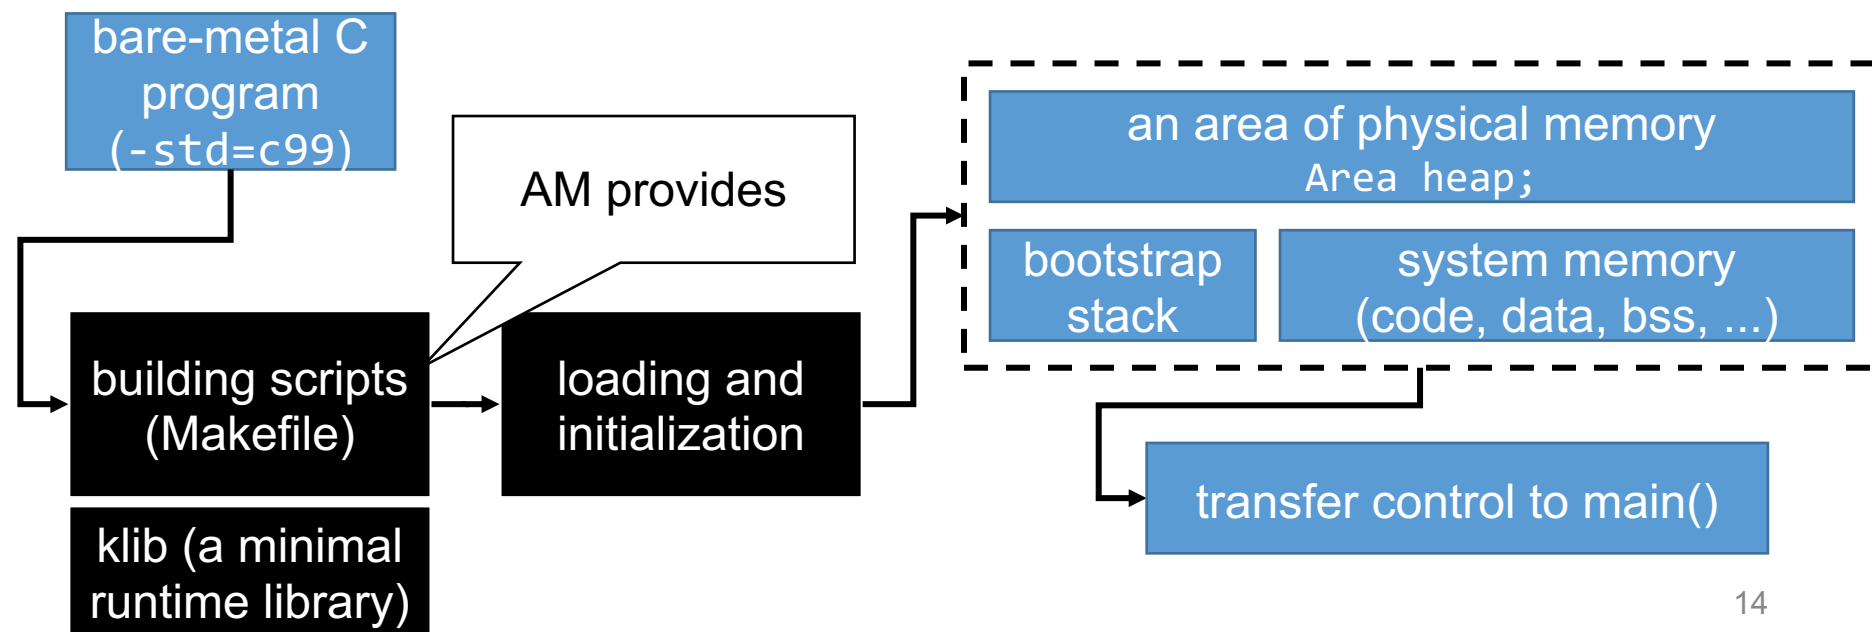 bare-metal C
program
(-std=c99)
AM provides
building scripts
(Makefile)
klib (a minimal
runtime library)
loading and
initialization
an area of physical memory
Area heap;
bootstrap
stack
system memory
(code, data, bss, ...)
transfer control to main()
14